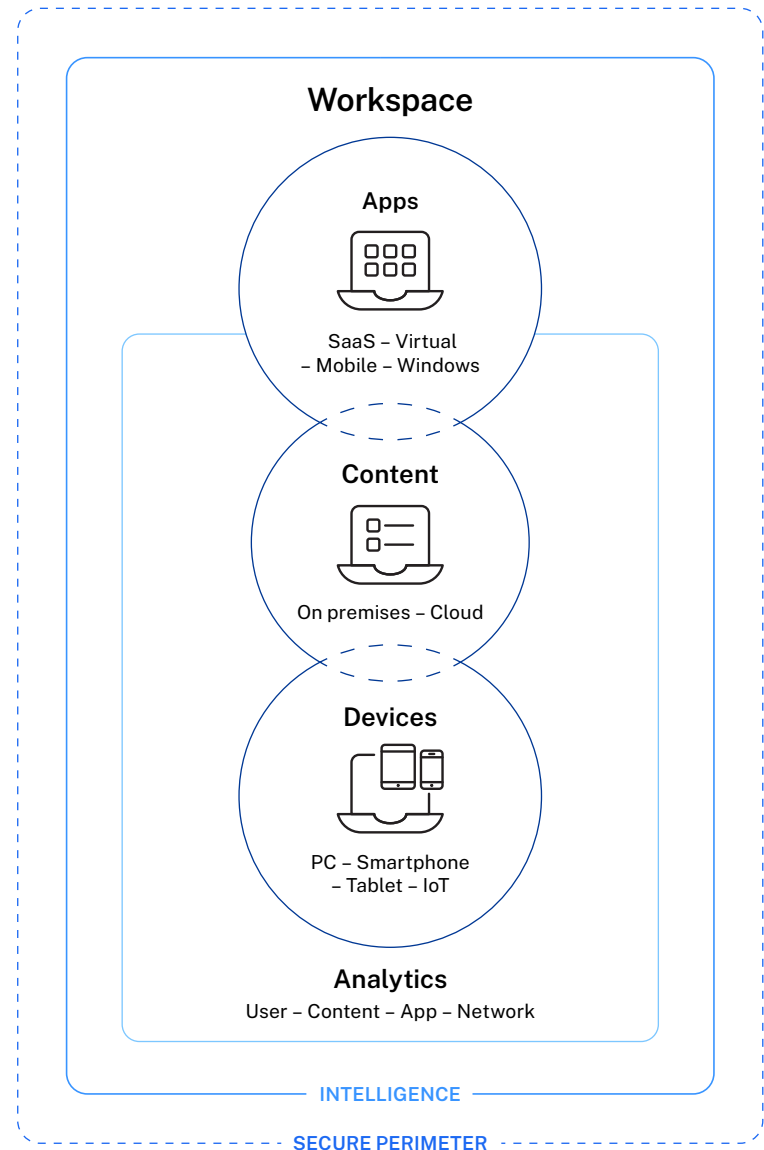 Workspace
Apps
SaaS – Virtual
– Mobile – Windows
Content
On premises – Cloud
Devices
PC – Smartphone
– Tablet – IoT
Analytics
User – Content – App – Network
INTELLIGENCE
SECURE PERIMETER